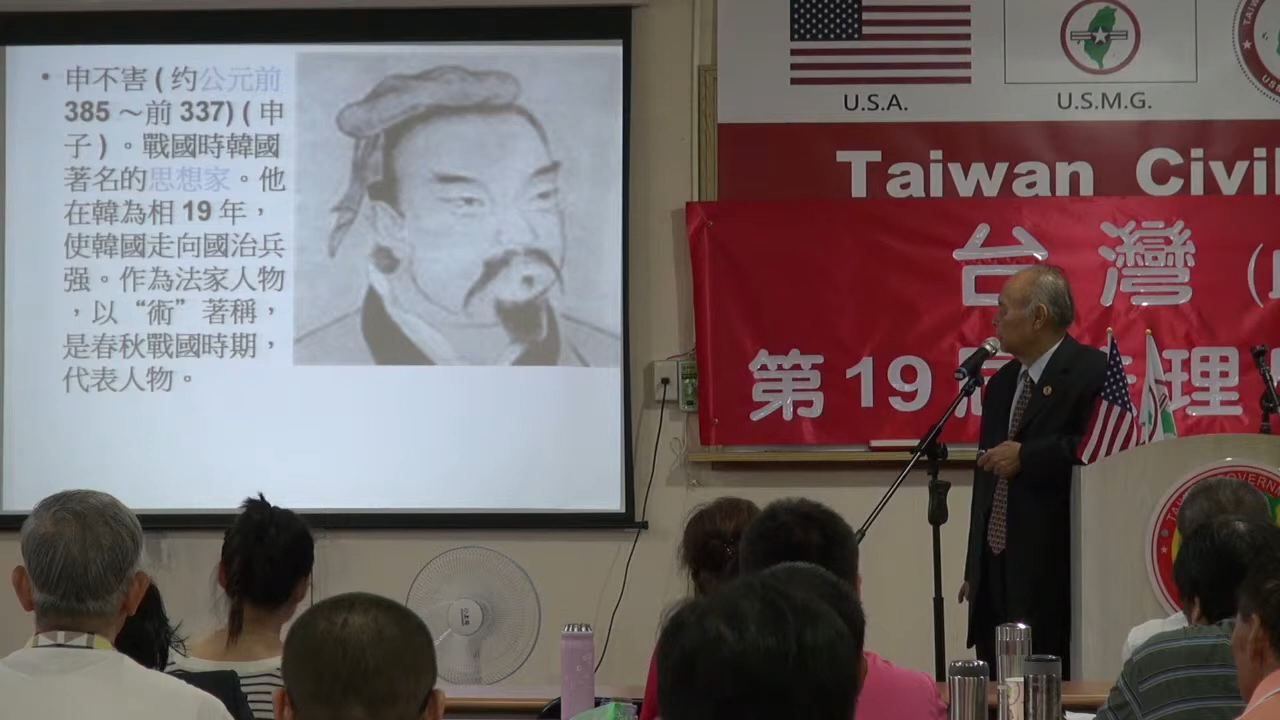 • 申不害 ( 约公元前
385 ～前 337) ( 申
子 ) 。戰國時韓國
著名的思想家。他
在韓為相 19 年，
使韓國走向國治兵
强。作為法家人物
，以“術”著稱，
是春秋戰國時期，
代表人物。
U.S.A.
U.S.M.G.
Taiwan Civil
台灣（
第 19 屆 理